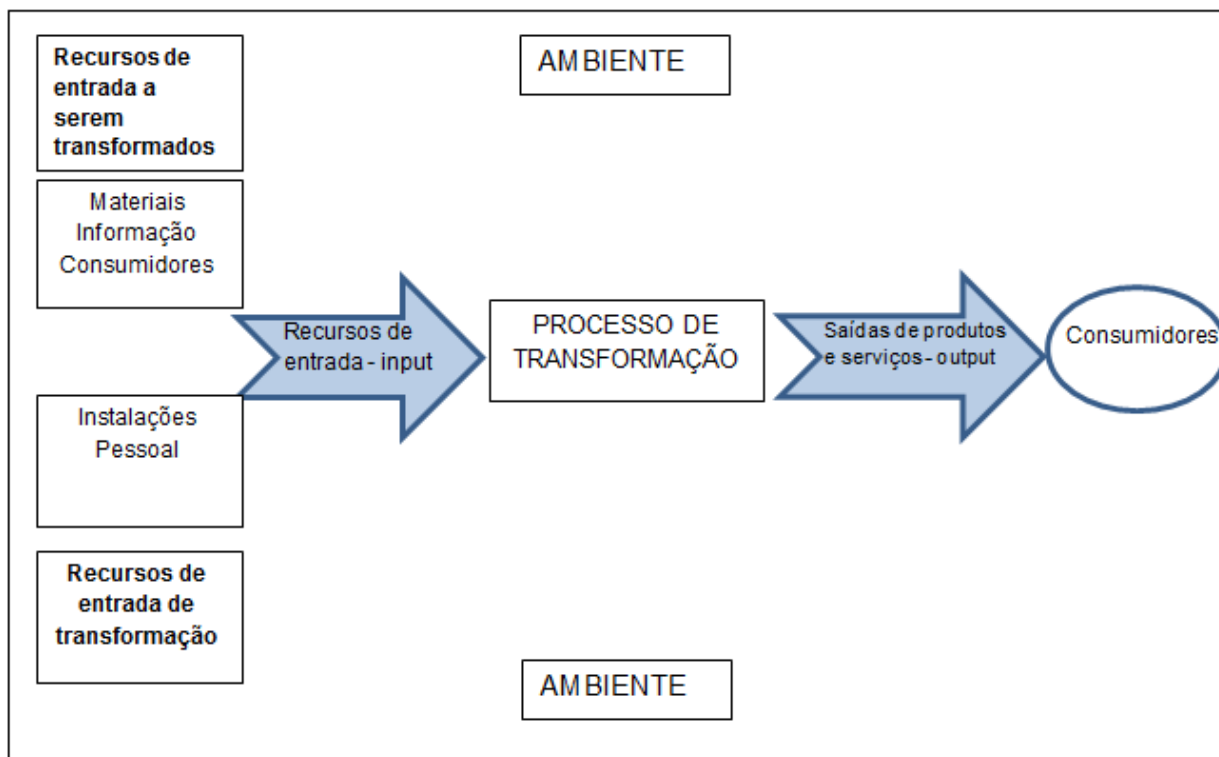 Recursos de
entrada a
serem
transformados
AMBIENTE
Materiais
Informação
Consumidores
Recursos de
entrada - input
PROCESSO DE
TRANSFORMAÇÃO
Saídas de produtos
e serviços - output
Consumidores
Instalações
Pessoal
Recursos de
entrada de
transformação
AMBIENTE